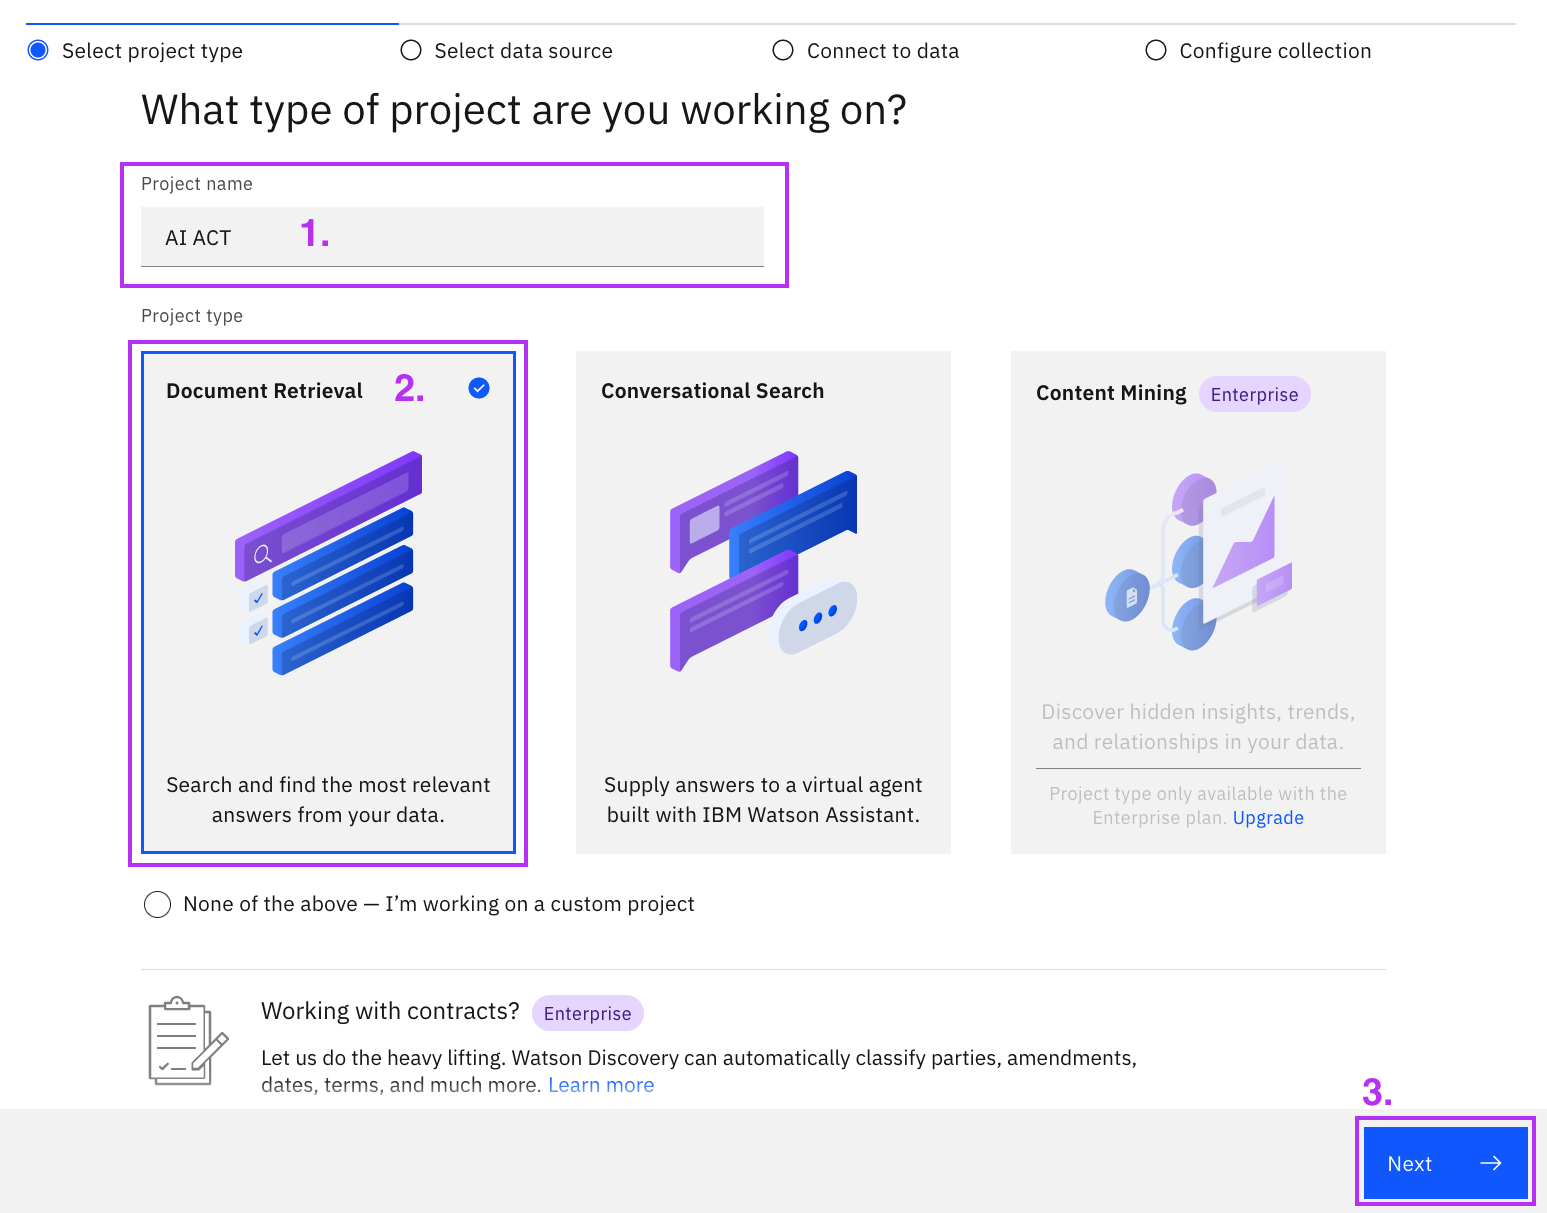 Select project type
Select data source
Connect to data
Configure collection
What type of project are you working on?
Project name
AI ACT
1.
Project type
Document Retrieval
2.
Search and find the most relevant
answers from your data.
Conversational Search
Supply answers to a virtual agent
built with IBM Watson Assistant.
Content Mining
Enterprise
Discover hidden insights, trends,
and relationships in your data.
Project type only available with the
Enterprise plan. Upgrade
None of the above — I’m working on a custom project
Working with contracts?
Enterprise
Let us do the heavy lifting. Watson Discovery can automatically classify parties, amendments,
dates, terms, and much more. Learn more
3.
Next